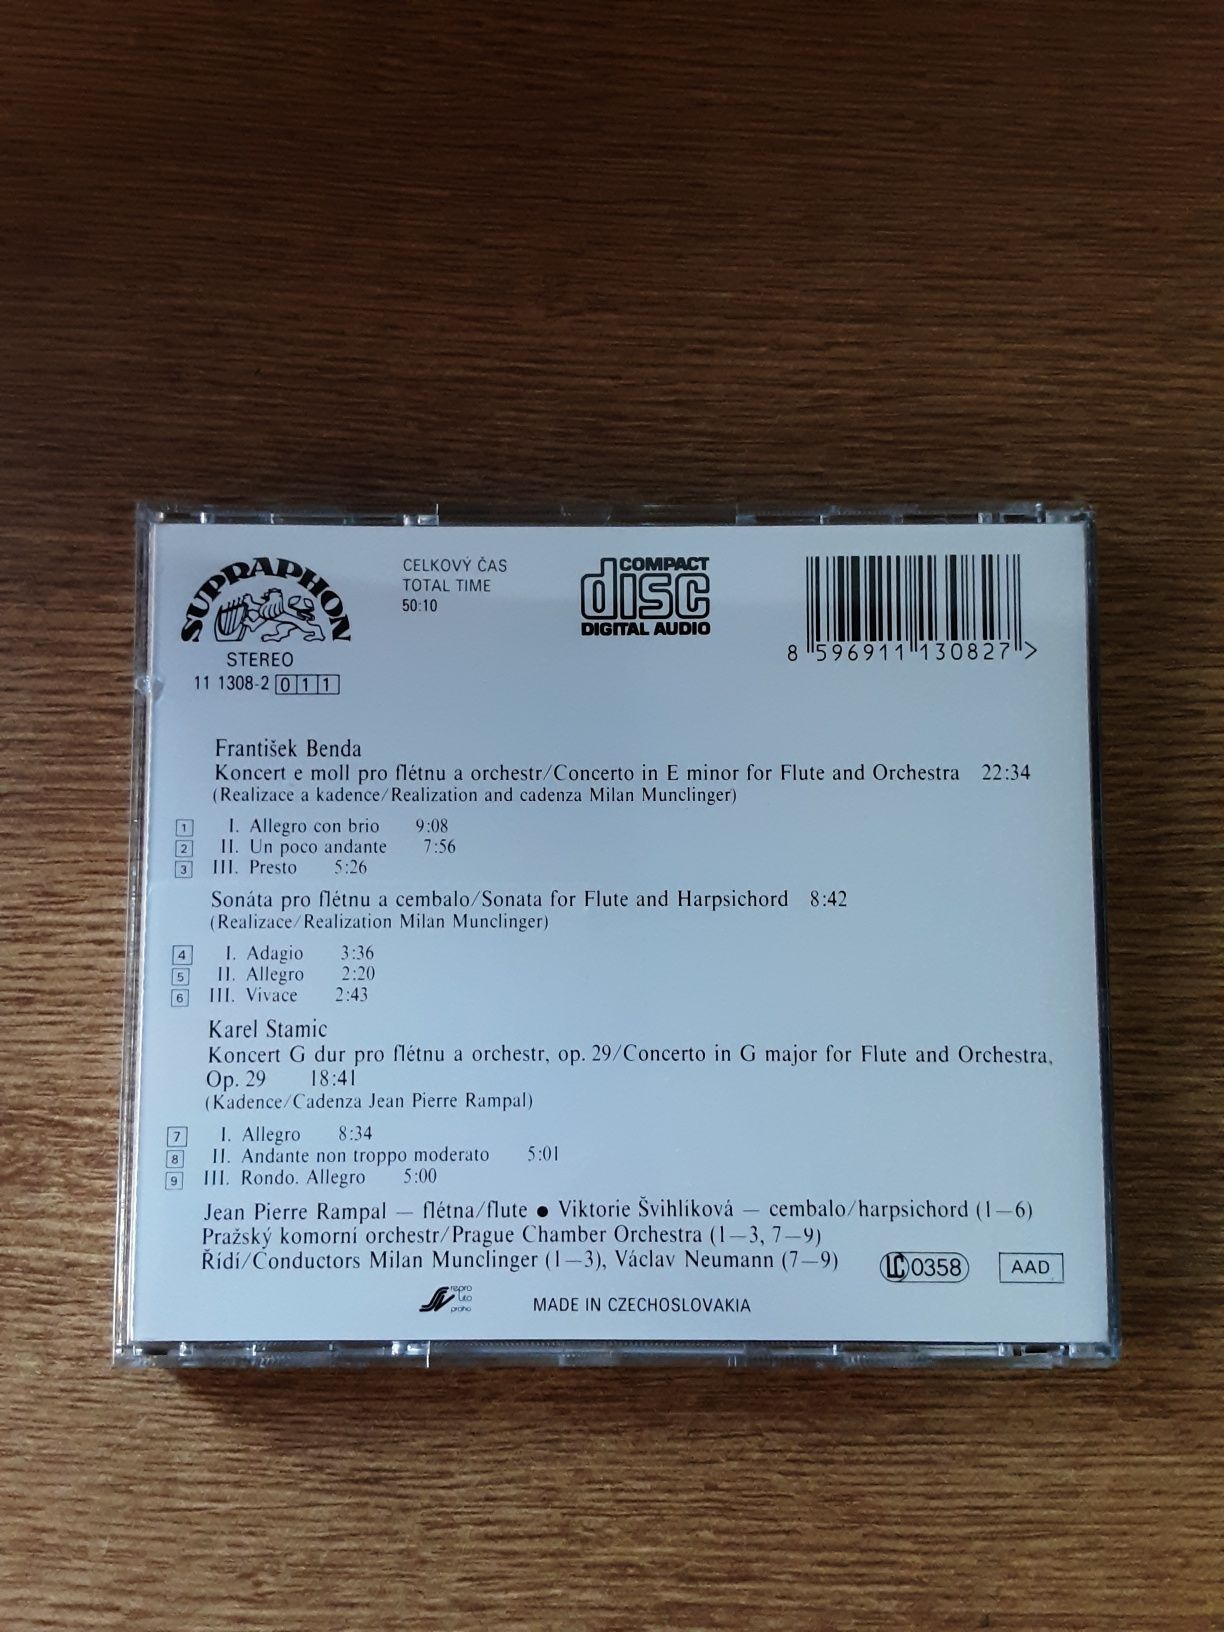 SUPRAPHON
STEREO
11 1308-2 011
CELKOVÝ ČAS
TOTAL TIME
50:10
COMPACT
disc
DIGITAL AUDIO
8 596911 130827 >
František Benda
Koncert e moll pro flétnu a orchestr/Concerto in E minor for Flute and Orchestra 22:34
(Realizace a kadence/Realization and cadenza Milan Munclinger)
1 I. Allegro con brio 9:08
2 II. Un poco andante 7:56
3 III. Presto 5:26
Sonáta pro flétnu a cembalo/Sonata for Flute and Harpsichord 8:42
(Realizace/Realization Milan Munclinger)
4 I. Adagio 3:36
5 II. Allegro 2:20
6 III. Vivace 2:43
Karel Stamic
Koncert G dur pro flétnu a orchestr, op. 29/Concerto in G major for Flute and Orchestra,
Op. 29 18:41
(Kadence/Cadenza Jean Pierre Rampal)
7 I. Allegro 8:34
8 II. Andante non troppo moderato 5:01
9 III. Rondo. Allegro 5:00
Jean Pierre Rampal — flétna/flute ● Viktorie Švihlíková — cembalo/harpsichord (1—6)
Pražský komorní orchestr/Prague Chamber Orchestra (1—3, 7—9)
Řídí/Conductors Milan Munclinger (1—3), Václav Neumann (7—9)
LC 0358
AAD
repro
lito
praha
MADE IN CZECHOSLOVAKIA